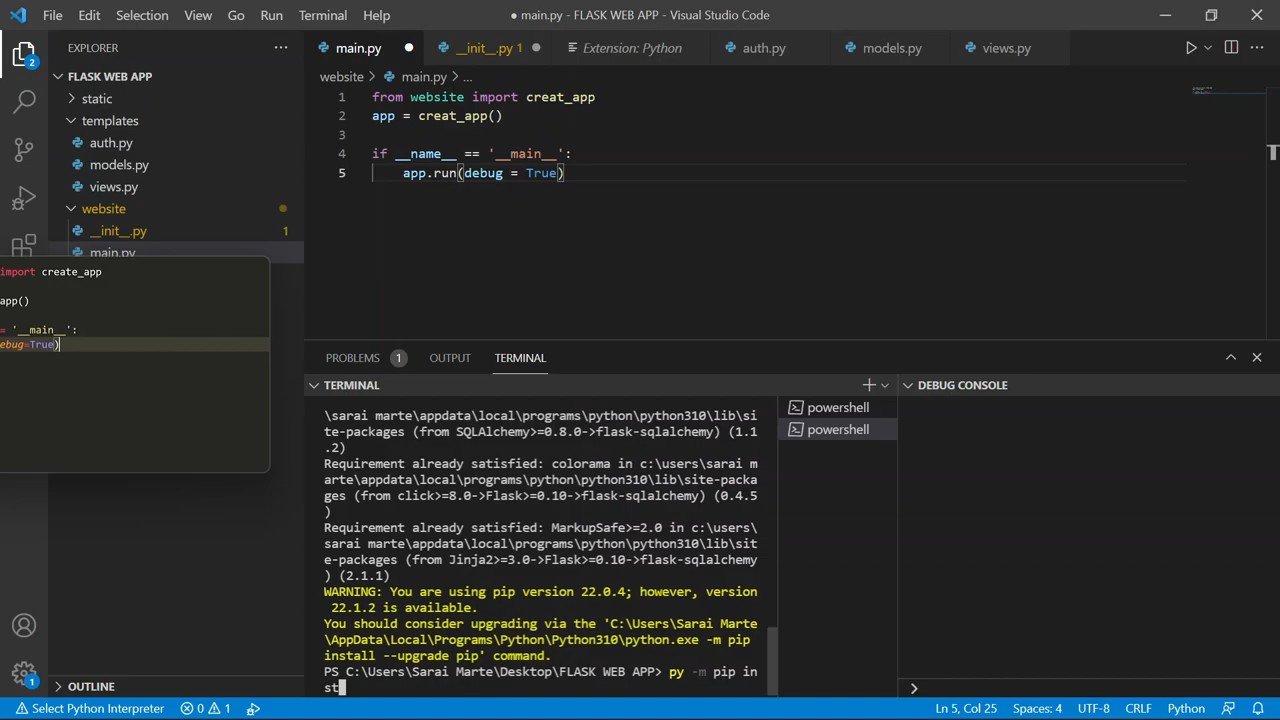 File Edit Selection View Go Run Terminal Help
● main.py - FLASK WEB APP - Visual Studio Code
2
EXPLORER
FLASK WEB APP
static
templates
auth.py
models.py
views.py
website
__init__.py 1
main.py
main.py
__init__.py 1
Extension: Python
auth.py
models.py
views.py
website > main.py > ...
1 from website import creat_app
2 app = creat_app()
3
4 if __name__ == '__main__':
5 app.run(debug = True)
import create_app
app()
= '__main__':
ebug=True)
PROBLEMS 1 OUTPUT TERMINAL
TERMINAL
\sarai marte\appdata\local\programs\python\python310\lib\si
te-packages (from SQLAlchemy>=0.8.0->flask-sqlalchemy) (1.1
.2)
Requirement already satisfied: colorama in c:\users\sarai m
arte\appdata\local\programs\python\python310\lib\site-packa
ges (from click>=8.0->Flask>=0.10->flask-sqlalchemy) (0.4.5
)
Requirement already satisfied: MarkupSafe>=2.0 in c:\users\
sarai marte\appdata\local\programs\python\python310\lib\sit
e-packages (from Jinja2>=3.0->Flask>=0.10->flask-sqlalchemy
) (2.1.1)
WARNING: You are using pip version 22.0.4; however, version
22.1.2 is available.
You should consider upgrading via the 'C:\Users\Sarai Marte
\AppData\Local\Programs\Python\Python310\python.exe -m pip
install --upgrade pip' command.
PS C:\Users\Sarai Marte\Desktop\FLASK WEB APP> py -m pip in
st
powershell
powershell
DEBUG CONSOLE
>
OUTLINE
1
Select Python Interpreter 0 1
Ln 5, Col 25 Spaces: 4 UTF-8 CRLF Python